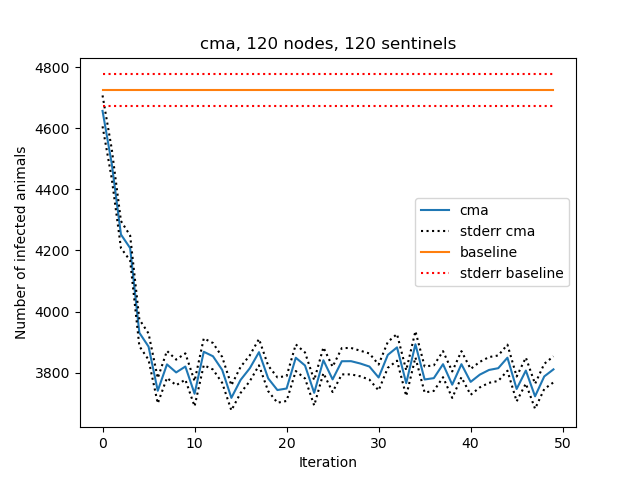 cma, 120 nodes, 120 sentinels
Number of infected animals
4800
4600
4400
4200
4000
3800
cma
stderr cma
baseline
stderr baseline
0
10
20
30
40
50
Iteration